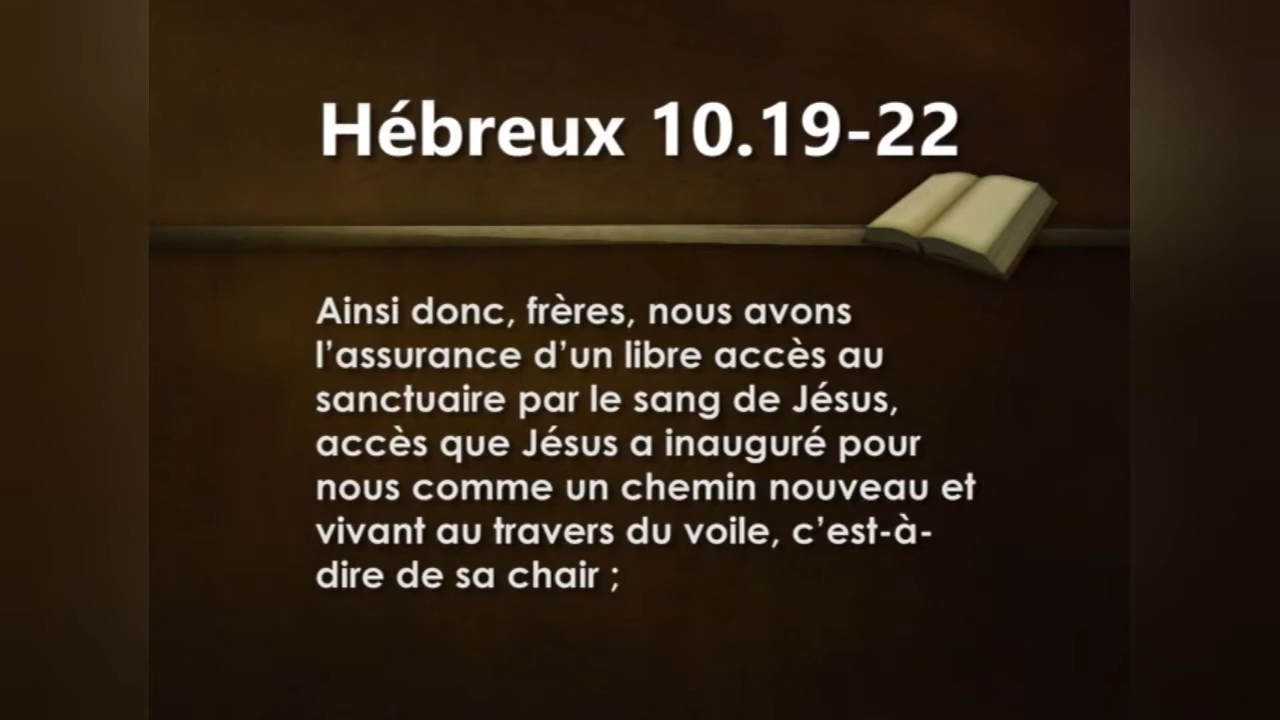 Hébreux 10.19-22
Ainsi donc, frères, nous avons
l’assurance d’un libre accès au
sanctuaire par le sang de Jésus,
accès que Jésus a inauguré pour
nous comme un chemin nouveau et
vivant au travers du voile, c’est-à-
dire de sa chair ;